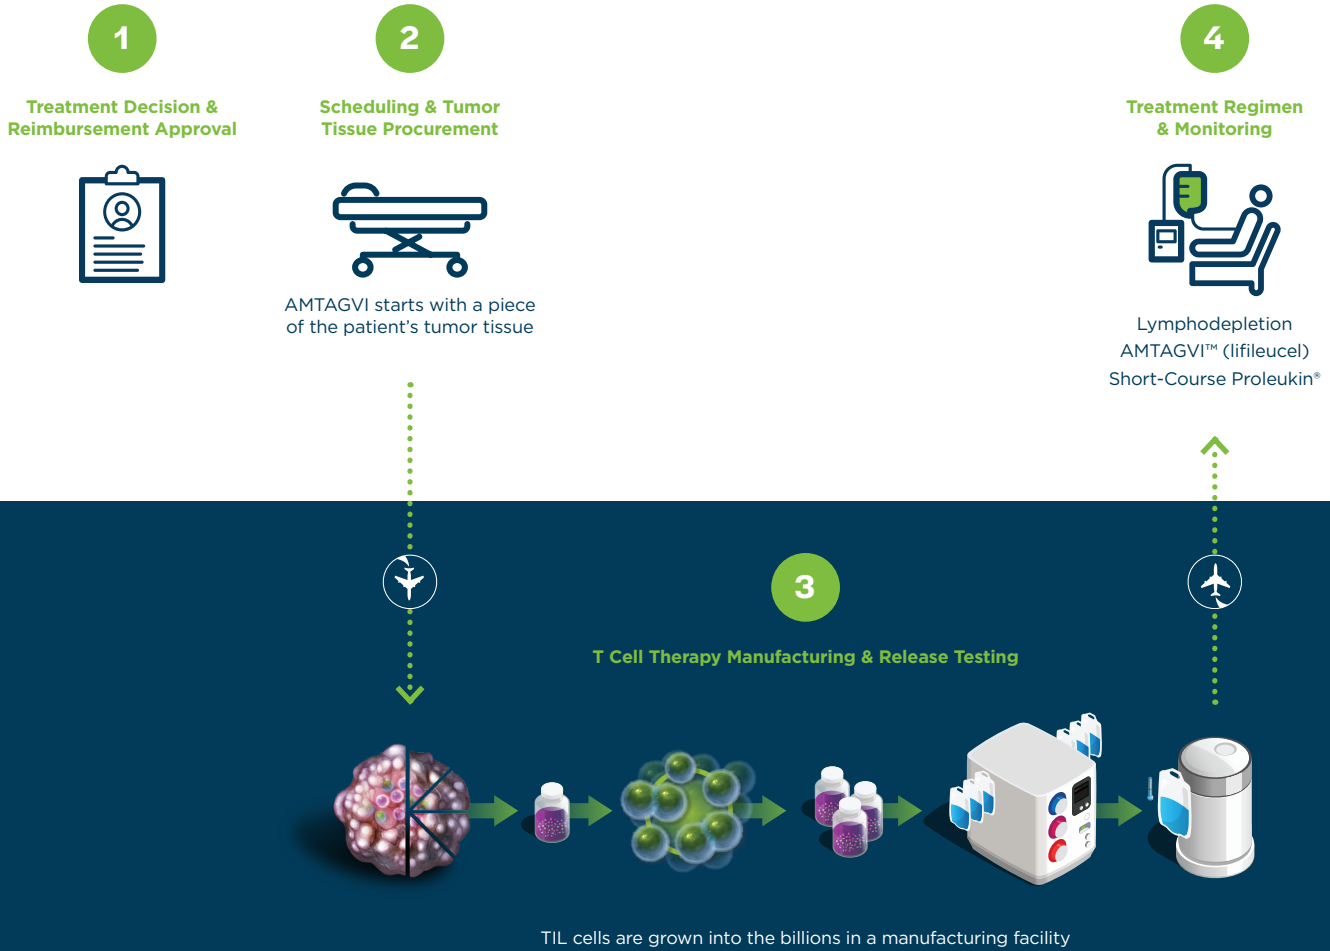 1
Treatment Decision &
Reimbursement Approval
2
Scheduling & Tumor
Tissue Procurement
AMTAGVI starts with a piece
of the patient’s tumor tissue
3
T Cell Therapy Manufacturing & Release Testing
TIL cells are grown into the billions in a manufacturing facility
4
Treatment Regimen
& Monitoring
Lymphodepletion
AMTAGVI™ (lifileucel)
Short-Course Proleukin®